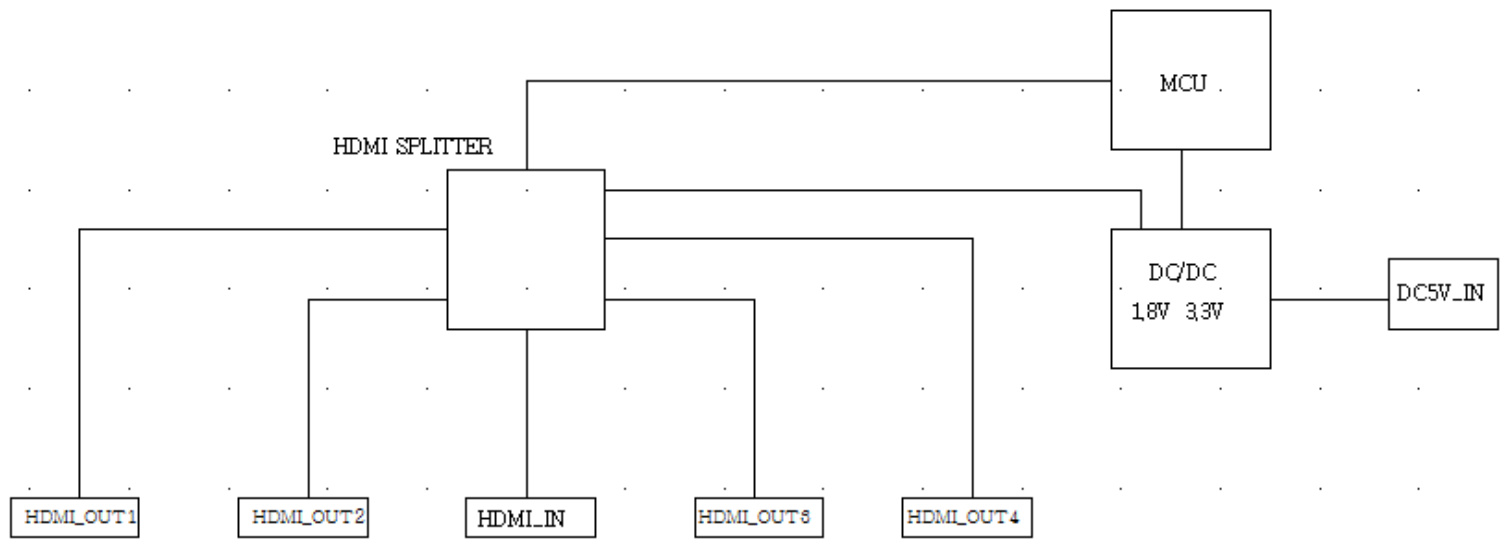 MCU
HDMI SPLITTER
DC/DC
1.8V 3.3V
DC5V_IN
HDMI_OUT1
HDMI_OUT2
HDMI_IN
HDMI_OUT3
HDMI_OUT4